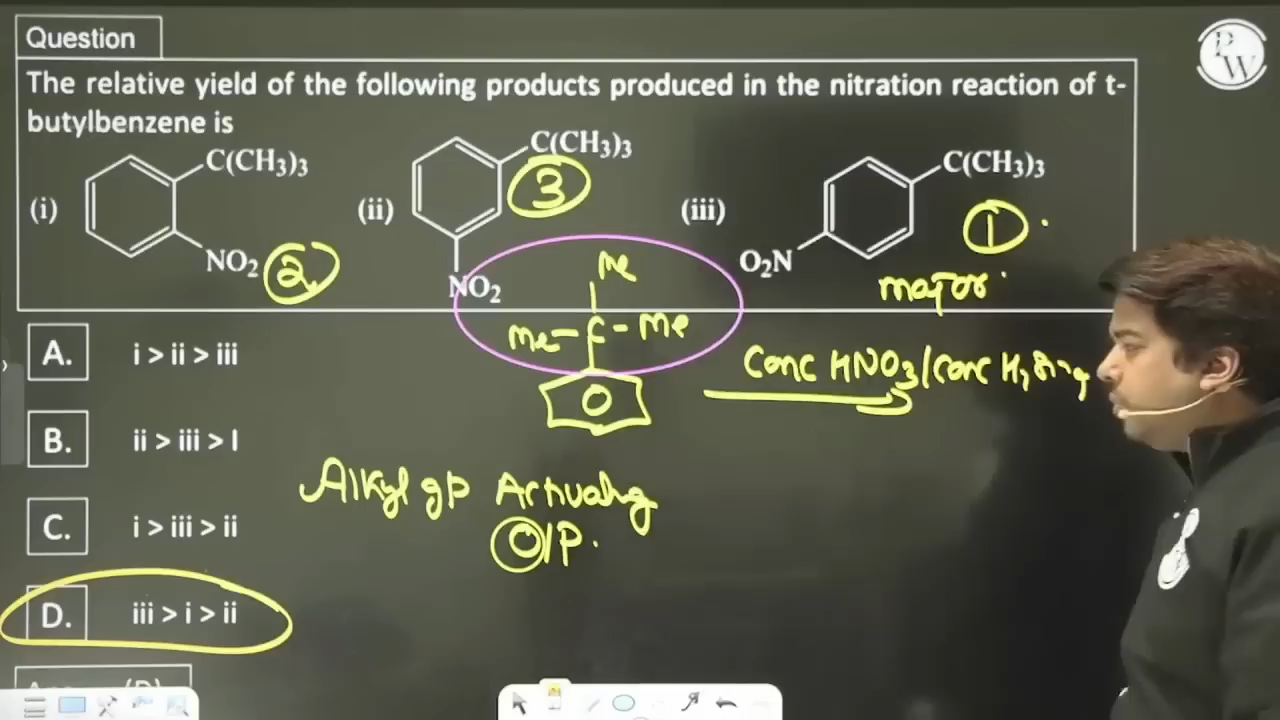 Question
PW
The relative yield of the following products produced in the nitration reaction of t-
butylbenzene is
(i)
C(CH3)3
NO2
2
(ii)
C(CH3)3
3
NO2
(iii)
C(CH3)3
1
O2N
major
Me
Me-C-Me
Conc HNO3/conc
A. i > ii > iii
B. ii > iii > I
Alkyl gp
O/P.
C. i > iii > ii
D. iii > i > ii